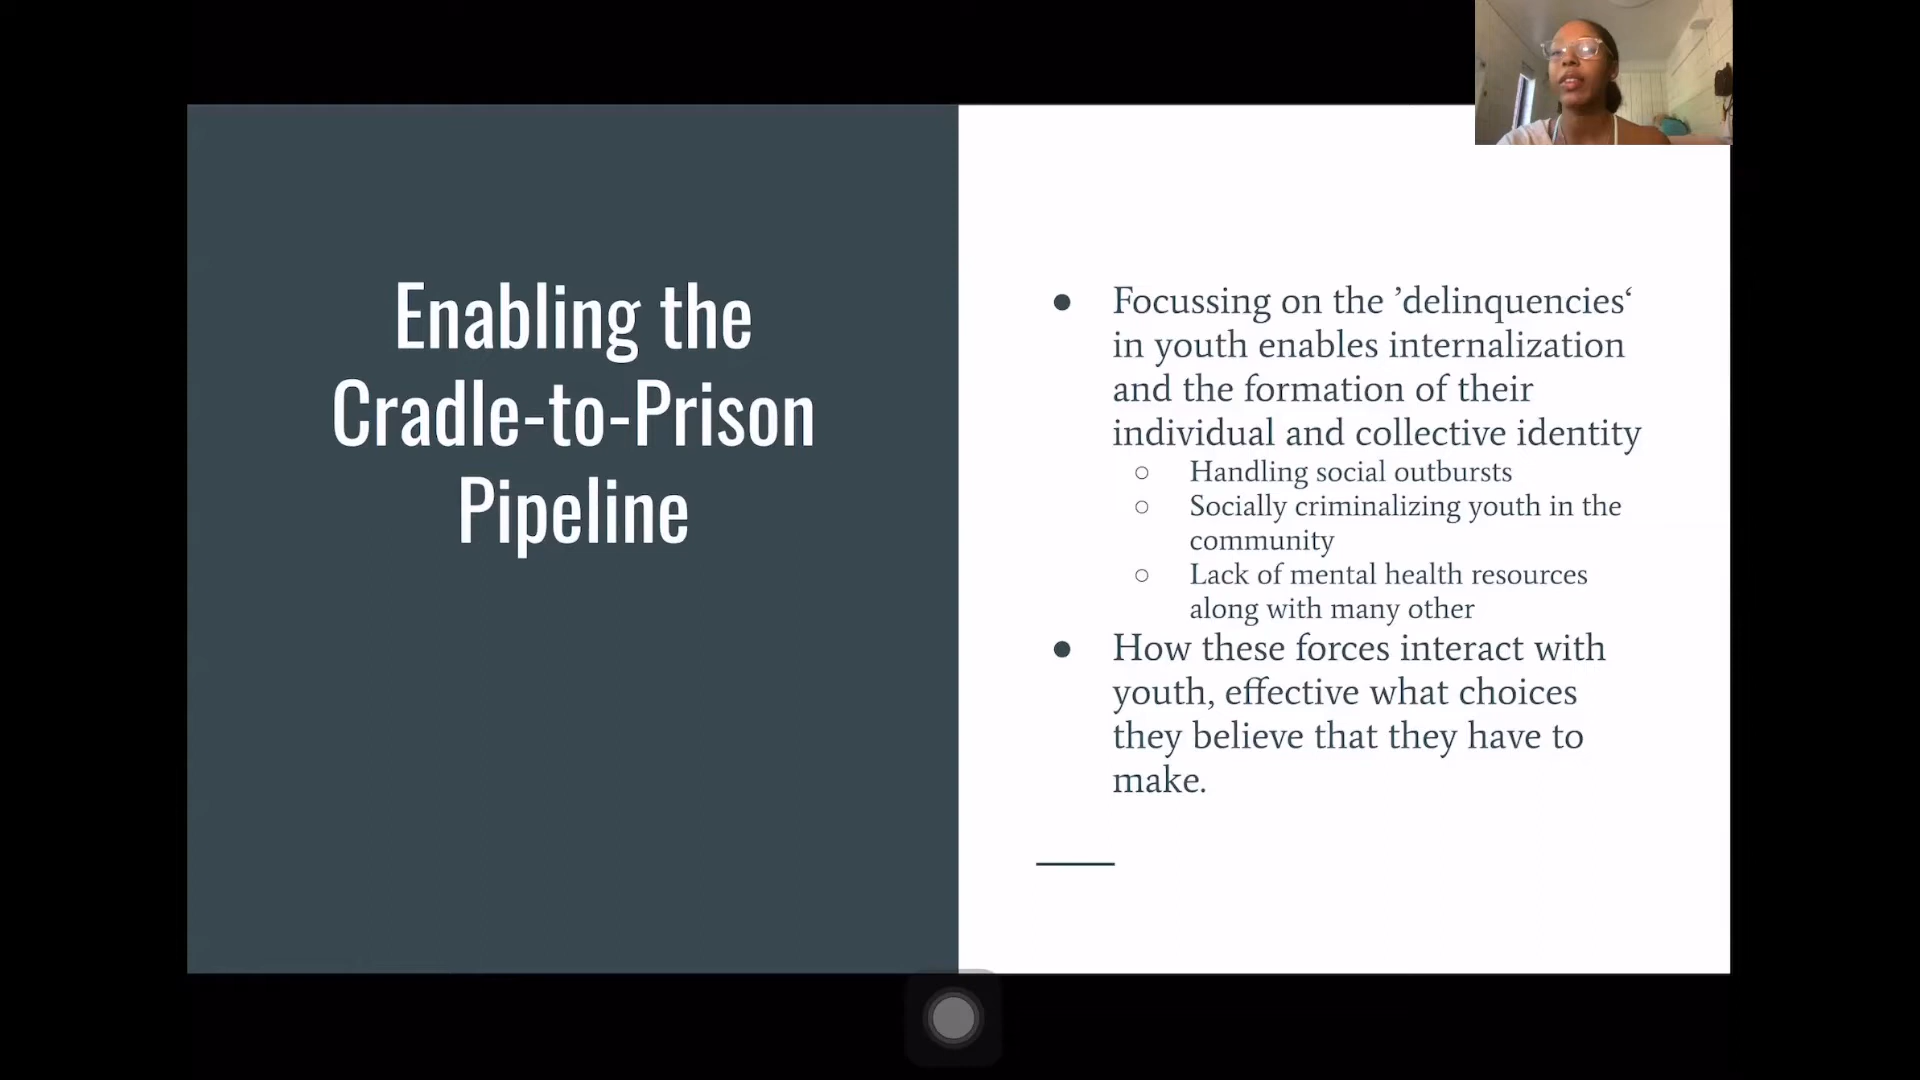 Enabling the
Cradle-to-Prison
Pipeline
● Focussing on the ’delinquencies‘
in youth enables internalization
and the formation of their
individual and collective identity
○ Handling social outbursts
○ Socially criminalizing youth in the
community
○ Lack of mental health resources
along with many other
● How these forces interact with
youth, effective what choices
they believe that they have to
make.